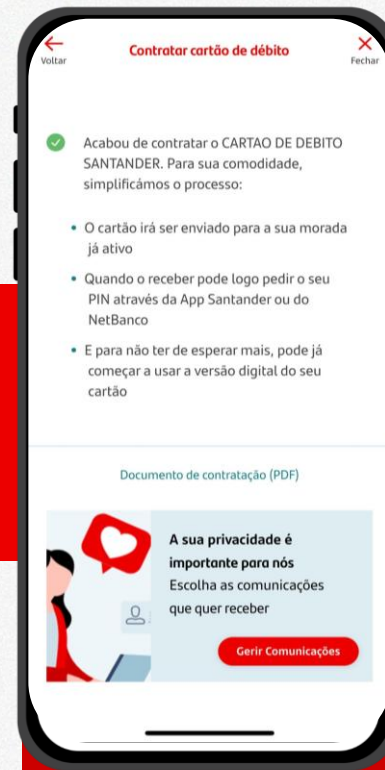 Contratar cartão de débito
Voltar
Fechar
Acabou de contratar o CARTAO DE DEBITO
SANTANDER. Para sua comodidade,
simplificámos o processo:
• O cartão irá ser enviado para a sua morada
já ativo
• Quando o receber pode logo pedir o seu
PIN através da App Santander ou do
NetBanco
• E para não ter de esperar mais, pode já
começar a usar a versão digital do seu
cartão
Documento de contratação (PDF)
A sua privacidade é
importante para nós
Escolha as comunicações
que quer receber
Gerir Comunicações